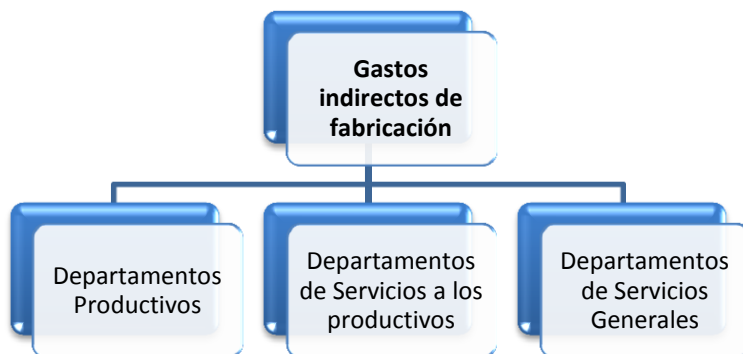 Gastos
indirectos de
fabricación
Departamentos
Productivos
Departamentos
de Servicios a los
productivos
Departamentos
de Servicios
Generales